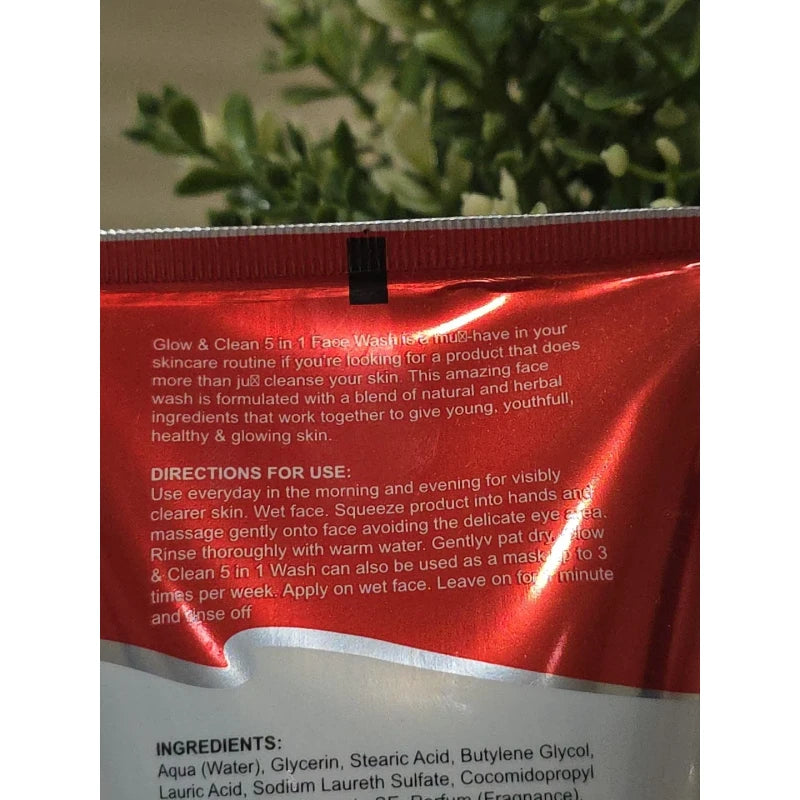 Glow & Clean 5 in 1 Face Wash is a mu☒-have in your
skincare routine if you're looking for a product that does
more than ju☒ cleanse your skin. This amazing face
wash is formulated with a blend of natural and herbal
ingredients that work together to give young, youthfull,
healthy & glowing skin.
DIRECTIONS FOR USE:
Use everyday in the morning and evening for visibly
clearer skin. Wet face. Squeeze product into hands and
massage gently onto face avoiding the delicate eye area.
Rinse thoroughly with warm water. Gentlyv pat dry. Glow
& Clean 5 in 1 Wash can also be used as a mask up to 3
times per week. Apply on wet face. Leave on for minute
and rinse off
INGREDIENTS:
Aqua (Water), Glycerin, Stearic Acid, Butylene Glycol,
Lauric Acid, Sodium Laureth Sulfate, Cocomidopropyl
SE, Parfum (Fragrance),